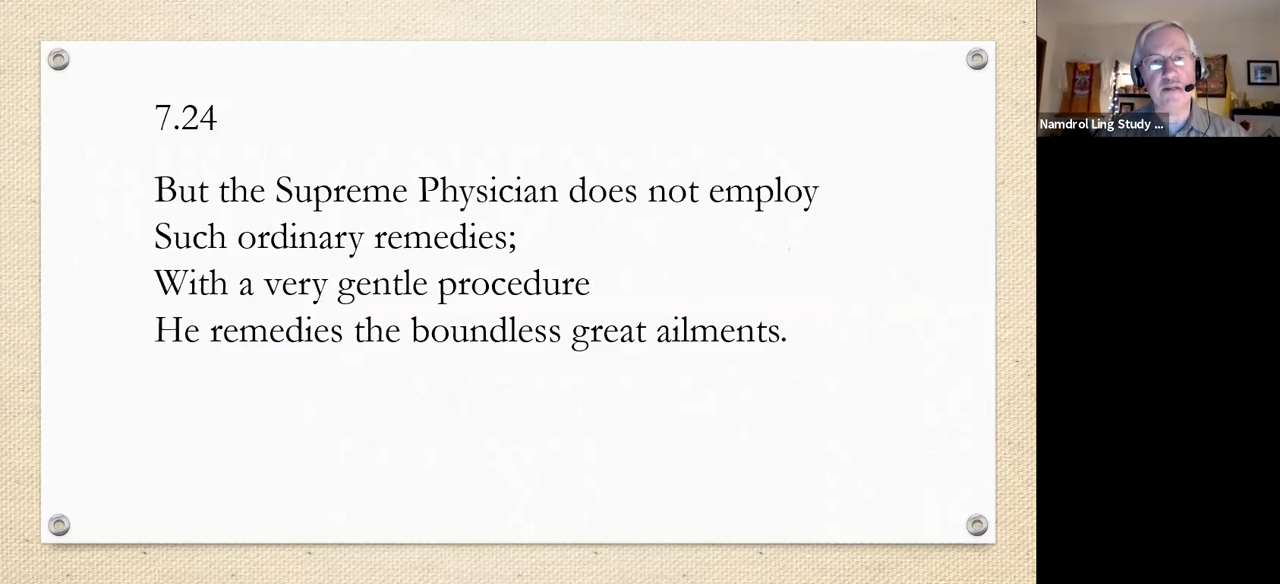 7.24
But the Supreme Physician does not employ
Such ordinary remedies;
With a very gentle procedure
He remedies the boundless great ailments.
Namdrol Ling Study ...